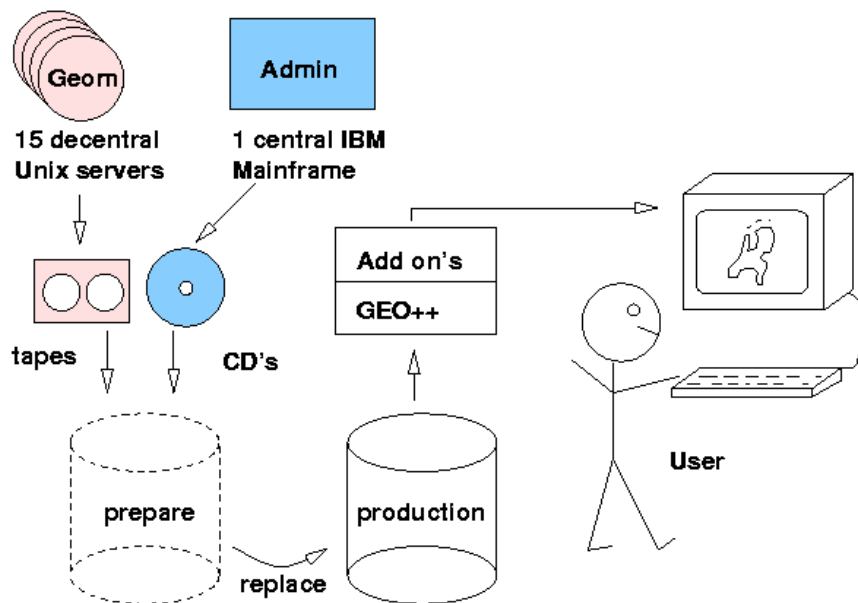 Geom
Admin
15 decentral
Unix servers
1 central IBM
Mainframe
Add on's
GEO++
tapes
CD's
User
prepare
production
replace